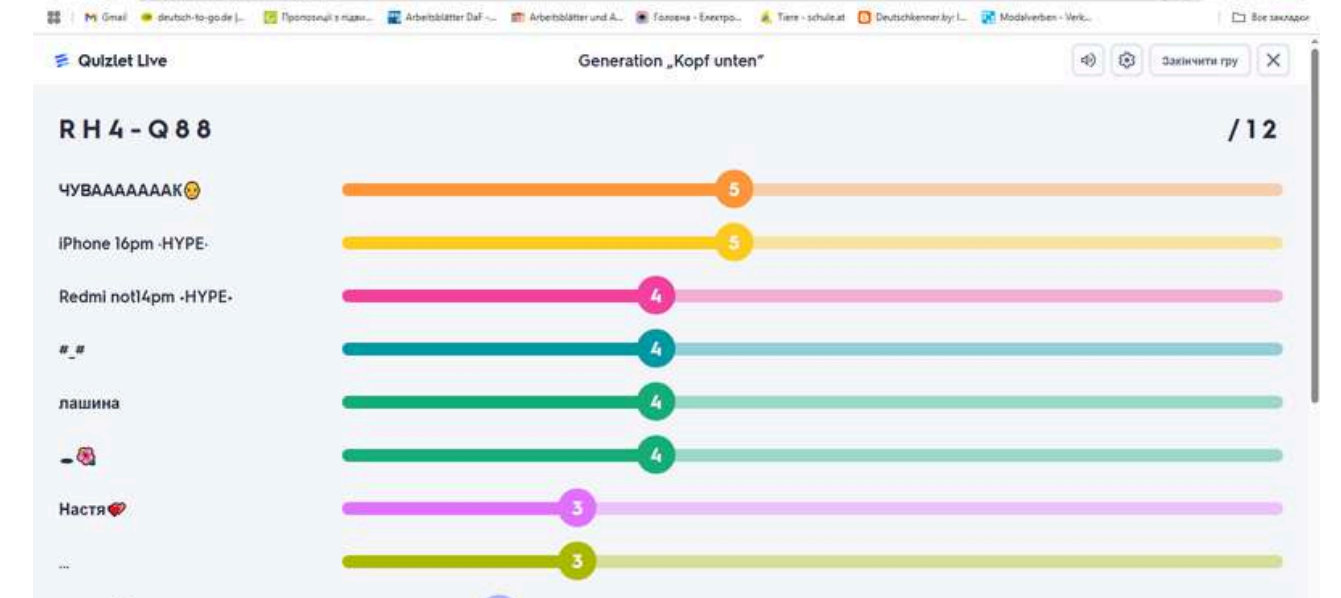 Gmail deutsch-to-go.de |... Пропозиції з підви... Arbeitsblätter DaF -... Arbeitsblätter und A... Головна - Електро... Tiere - schule.at Deutschkenner.by: l... Modalverben - Verk... Все закладки
Quizlet Live Generation „Kopf unten” Закінчити гру
RH4-Q88 /12
ЧУВАААААААК 5
iPhone 16pm ·HYPE· 5
Redmi not14pm ·HYPE· 4
#_# 4
лашина 4
- 4
Настя 3
... 3